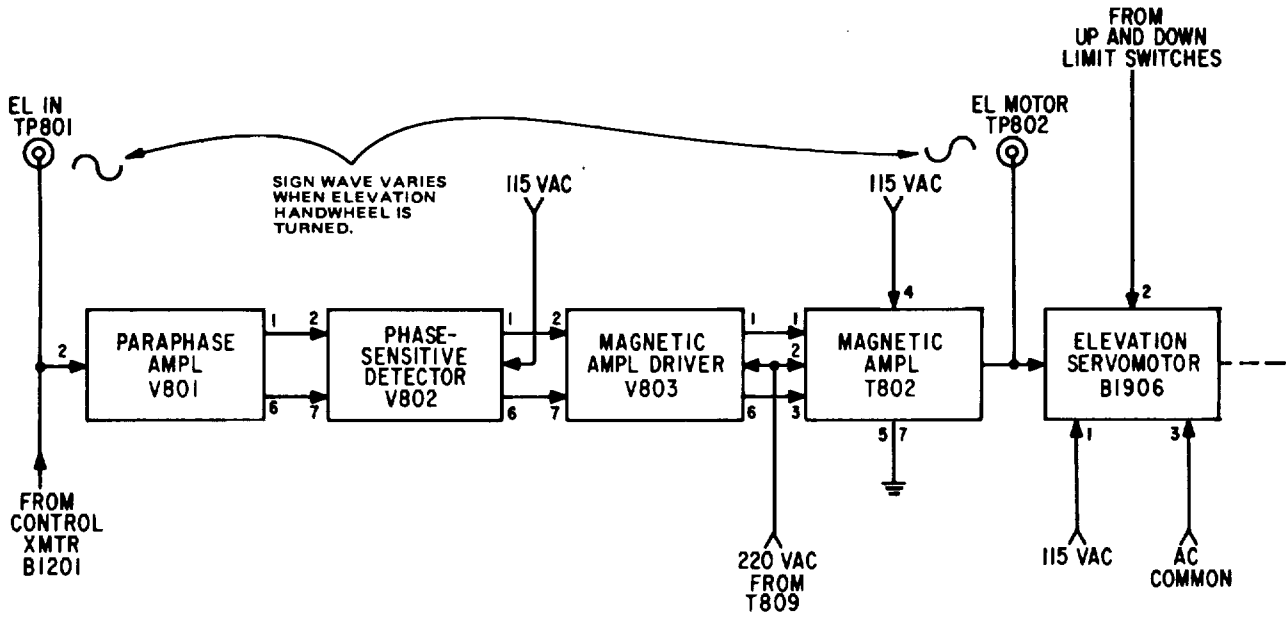 FROM
UP AND DOWN
LIMIT SWITCHES
EL IN
TP801
EL MOTOR
TP802
SIGN WAVE VARIES
WHEN ELEVATION
HANDWHEEL IS
TURNED.
115 VAC
115 VAC
4
2
2
PARAPHASE
AMPL
V801
1
6
2
7
PHASE-
SENSITIVE
DETECTOR
V802
1
6
2
7
MAGNETIC
AMPL DRIVER
V803
1
6
1
2
3
MAGNETIC
AMPL
T802
5
7
ELEVATION
SERVOMOTOR
B1906
1
3
FROM
CONTROL
XMTR
B1201
220 VAC
FROM
T809
115 VAC
AC
COMMON